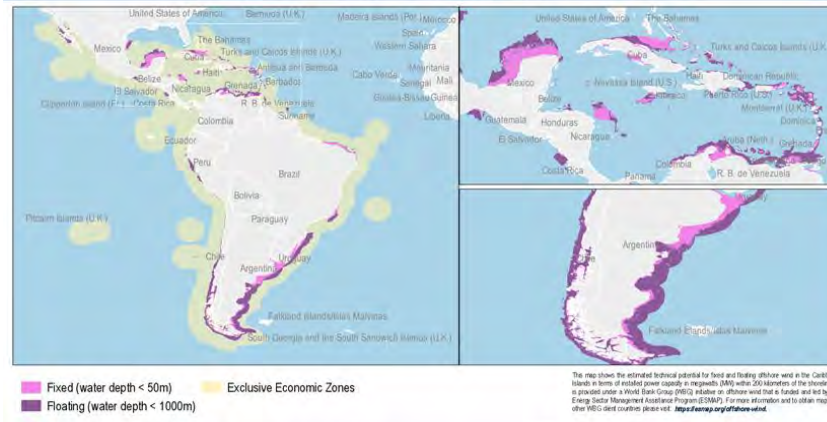 United States of America
Bermuda (U.K.)
Madeira Islands (Por.)
Morocco
Spain
Western Sahara
Mexico
The Bahamas
Cuba
Turks and Caicos Islands (U.K.)
Haiti
Antigua and Barbuda
Mauritania
Belize
Cabo Verde
Senegal
Mali
El Salvador
Nicaragua
Grenada
Barbados
Costa Rica
R. B. de Venezuela
Guinea-Bissau
Guinea
Suriname
Liberia
Colombia
Ecuador
Peru
Brazil
Bolivia
Pitcairn Islands (U.K.)
Paraguay
Chile
Uruguay
Argentina
Falkland Islands/Islas Malvinas
South Georgia and the South Sandwich Islands (U.K.)
United States of America
The Bahamas
Turks and Caicos Islands (U.K.
Cuba
Mexico
Navassa Island (U.S.)
Haiti
Dominican Republic
Puerto Rico (U.S.)
Belize
Montserrat (U.K.)
Guatemala
Honduras
Dominica
El Salvador
Nicaragua
Aruba (Neth.)
Grenada
Costa Rica
Panama
Colombia
R. B. de Venezuela
Uruguay
Argentina
Chile
Falkland Islands/Islas Malvinas
Fixed (water depth < 50m)
Exclusive Economic Zones
Floating (water depth < 1000m)
This map shows the estimated technical potential for fixed and floating offshore wind in the
Islands in terms of installed power capacity in megawatts (MW) within 200 kilometers of the shoreline
is provided under a World Bank Group (WBG) initiative on offshore wind that is funded and led by
Energy Sector Management Assistance Program (ESMAP). For more information and to obtain
other WBG client countries please visit: https://esmap.org/offshore-wind.